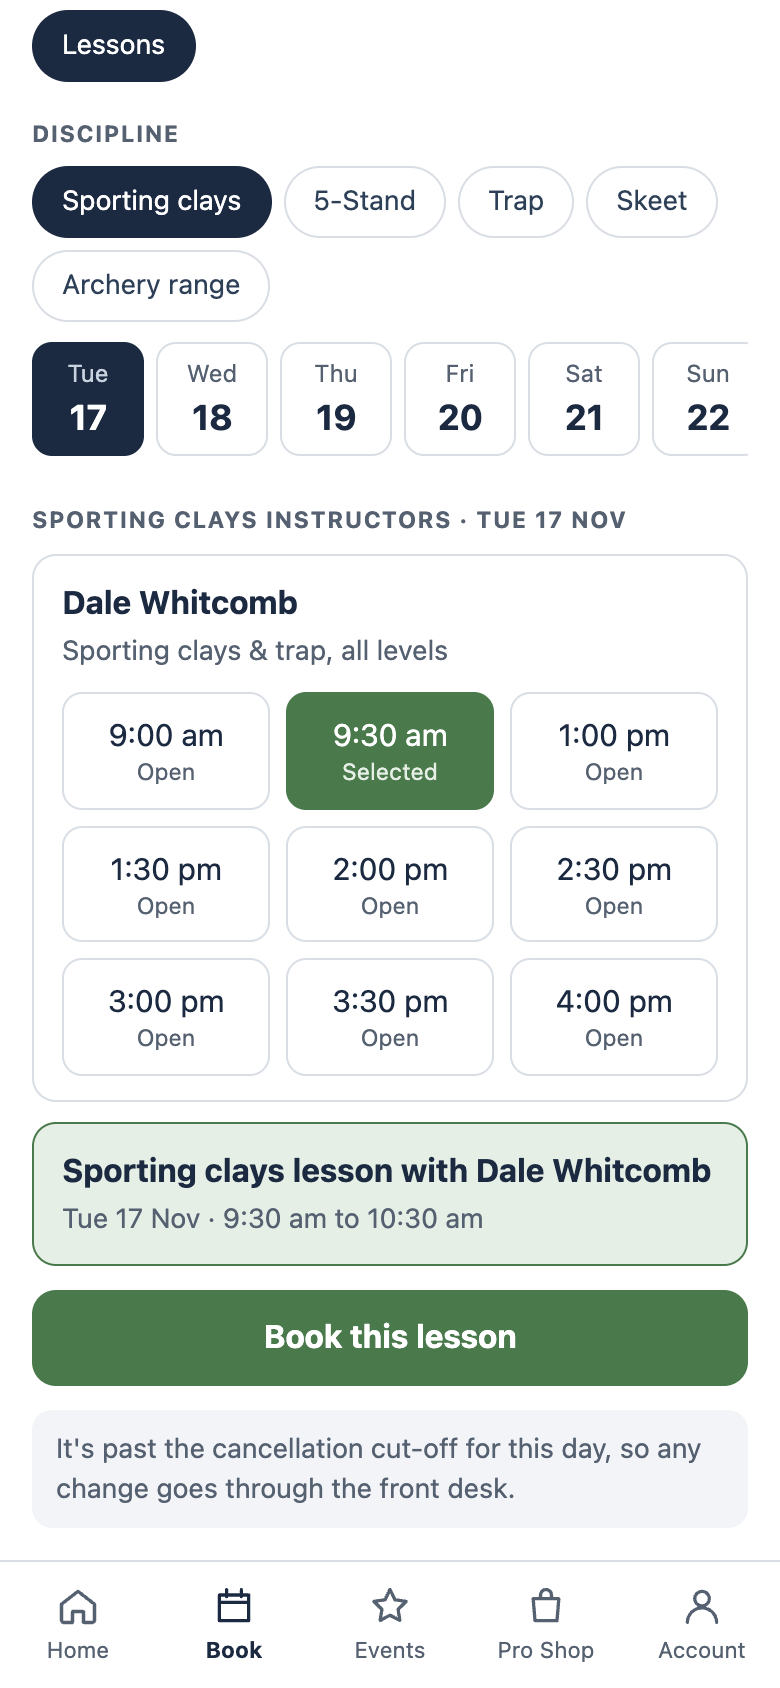 Lessons
DISCIPLINE
Sporting clays
5-Stand
Trap
Skeet
Archery range
Tue
17
Wed
18
Thu
19
Fri
20
Sat
21
Sun
22
SPORTING CLAYS INSTRUCTORS · TUE 17 NOV
Dale Whitcomb
Sporting clays & trap, all levels
9:00 am
Open
9:30 am
Selected
1:00 pm
Open
1:30 pm
Open
2:00 pm
Open
2:30 pm
Open
3:00 pm
Open
3:30 pm
Open
4:00 pm
Open
Sporting clays lesson with Dale Whitcomb
Tue 17 Nov · 9:30 am to 10:30 am
Book this lesson
It's past the cancellation cut-off for this day, so any
change goes through the front desk.
Home
Book
Events
Pro Shop
Account